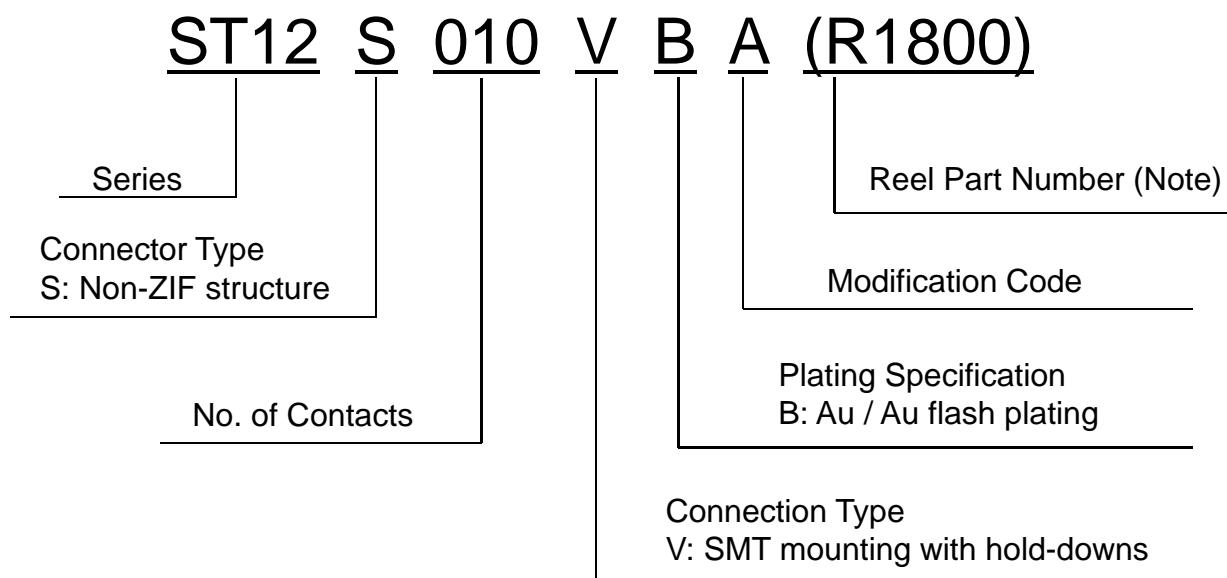 ST12 S 010 V B A (R1800)
Series
Reel Part Number (Note)
Connector Type
S: Non-ZIF structure
Modification Code
Plating Specification
B: Au / Au flash plating
No. of Contacts
Connection Type
V: SMT mounting with hold-downs